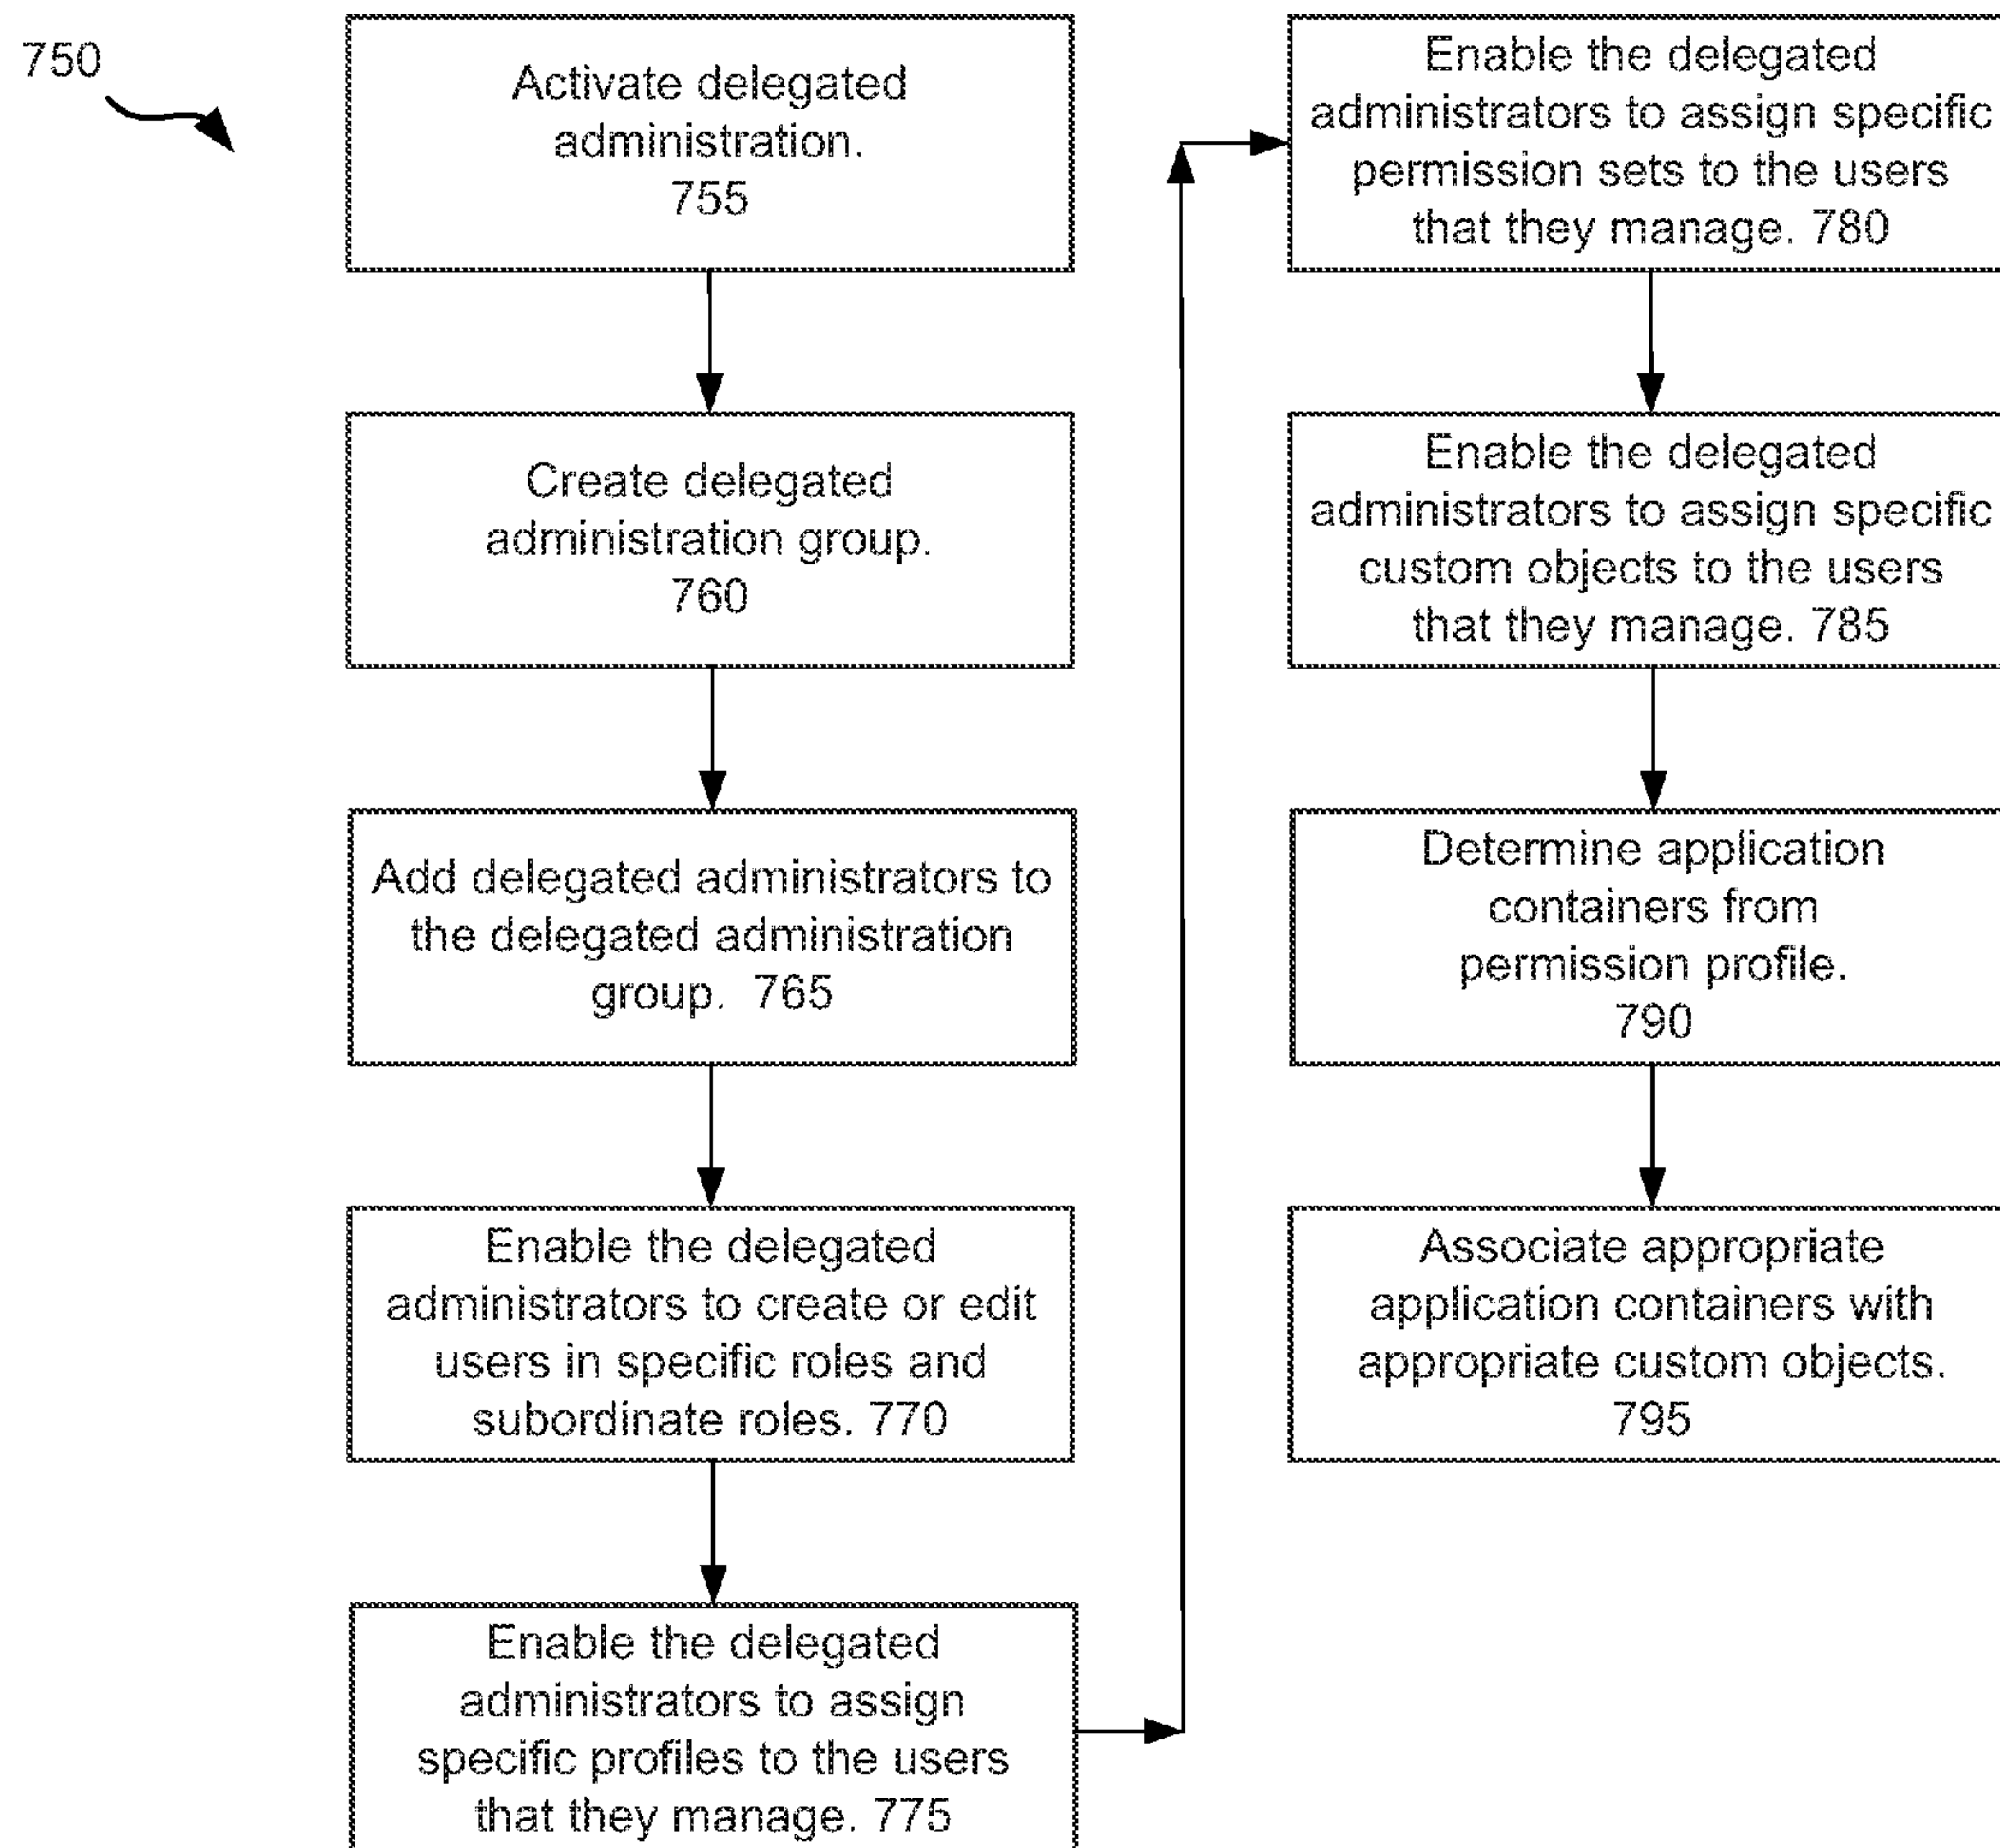 750
Activate delegated
administration.
755
Create delegated
administration group.
760
Add delegated administrators to
the delegated administration
group. 765
Enable the delegated
administrators to create or edit
users in specific roles and
subordinate roles. 770
Enable the delegated
administrators to assign
specific profiles to the users
that they manage. 775
Enable the delegated
administrators to assign specific
permission sets to the users
that they manage. 780
Enable the delegated
administrators to assign specific
custom objects to the users
that they manage. 785
Determine application
containers from
permission profile.
790
Associate appropriate
application containers with
appropriate custom objects.
795